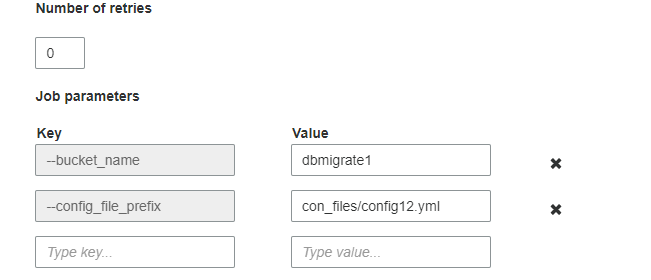 Number of retries
0
Job parameters
Key Value
--bucket_name dbmigrate1 ✖
--config_file_prefix con_files/config12.yml ✖
Type key... Type value...